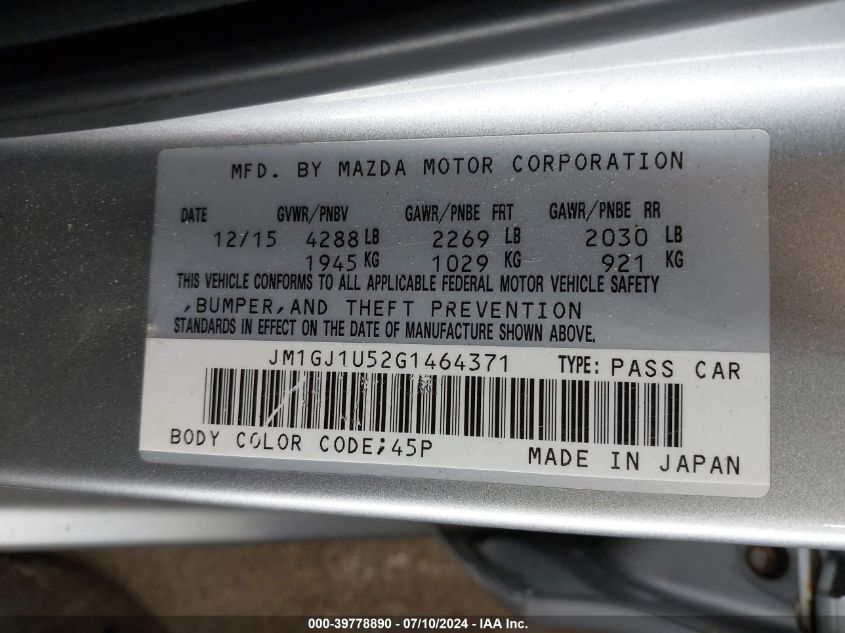 MFD. BY MAZDA MOTOR CORPORATION
DATE GVWR/PNBV GAWR/PNBE FRT GAWR/PNBE RR
12/15 4288 LB 2269 LB 2030 LB
1945 KG 1029 KG 921 KG
THIS VEHICLE CONFORMS TO ALL APPLICABLE FEDERAL MOTOR VEHICLE SAFETY
,BUMPER,AND THEFT PREVENTION
STANDARDS IN EFFECT ON THE DATE OF MANUFACTURE SHOWN ABOVE.
JM1GJ1U52G1464371 TYPE: PASS CAR
BODY COLOR CODE;45P
MADE IN JAPAN
000-39778890 - 07/10/2024 - IAAI Inc.